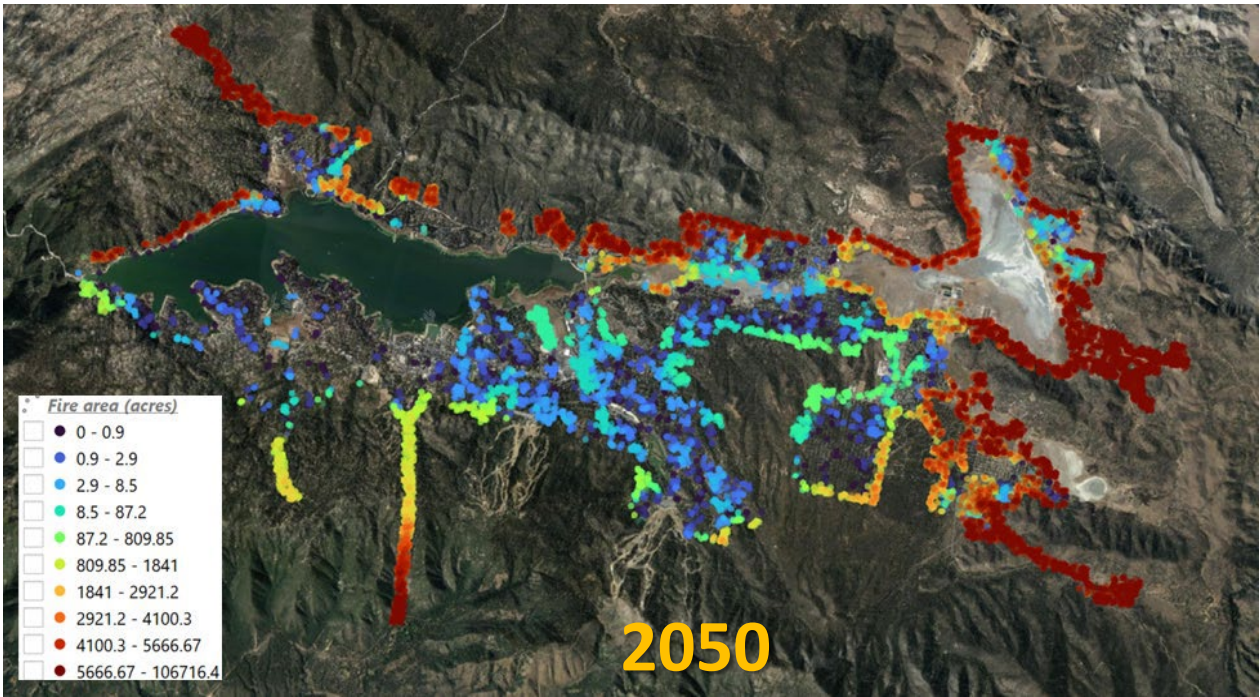 Fire area (acres)
0 - 0.9
0.9 - 2.9
2.9 - 8.5
8.5 - 87.2
87.2 - 809.85
809.85 - 1841
1841 - 2921.2
2921.2 - 4100.3
4100.3 - 5666.67
5666.67 - 106716.4
2050